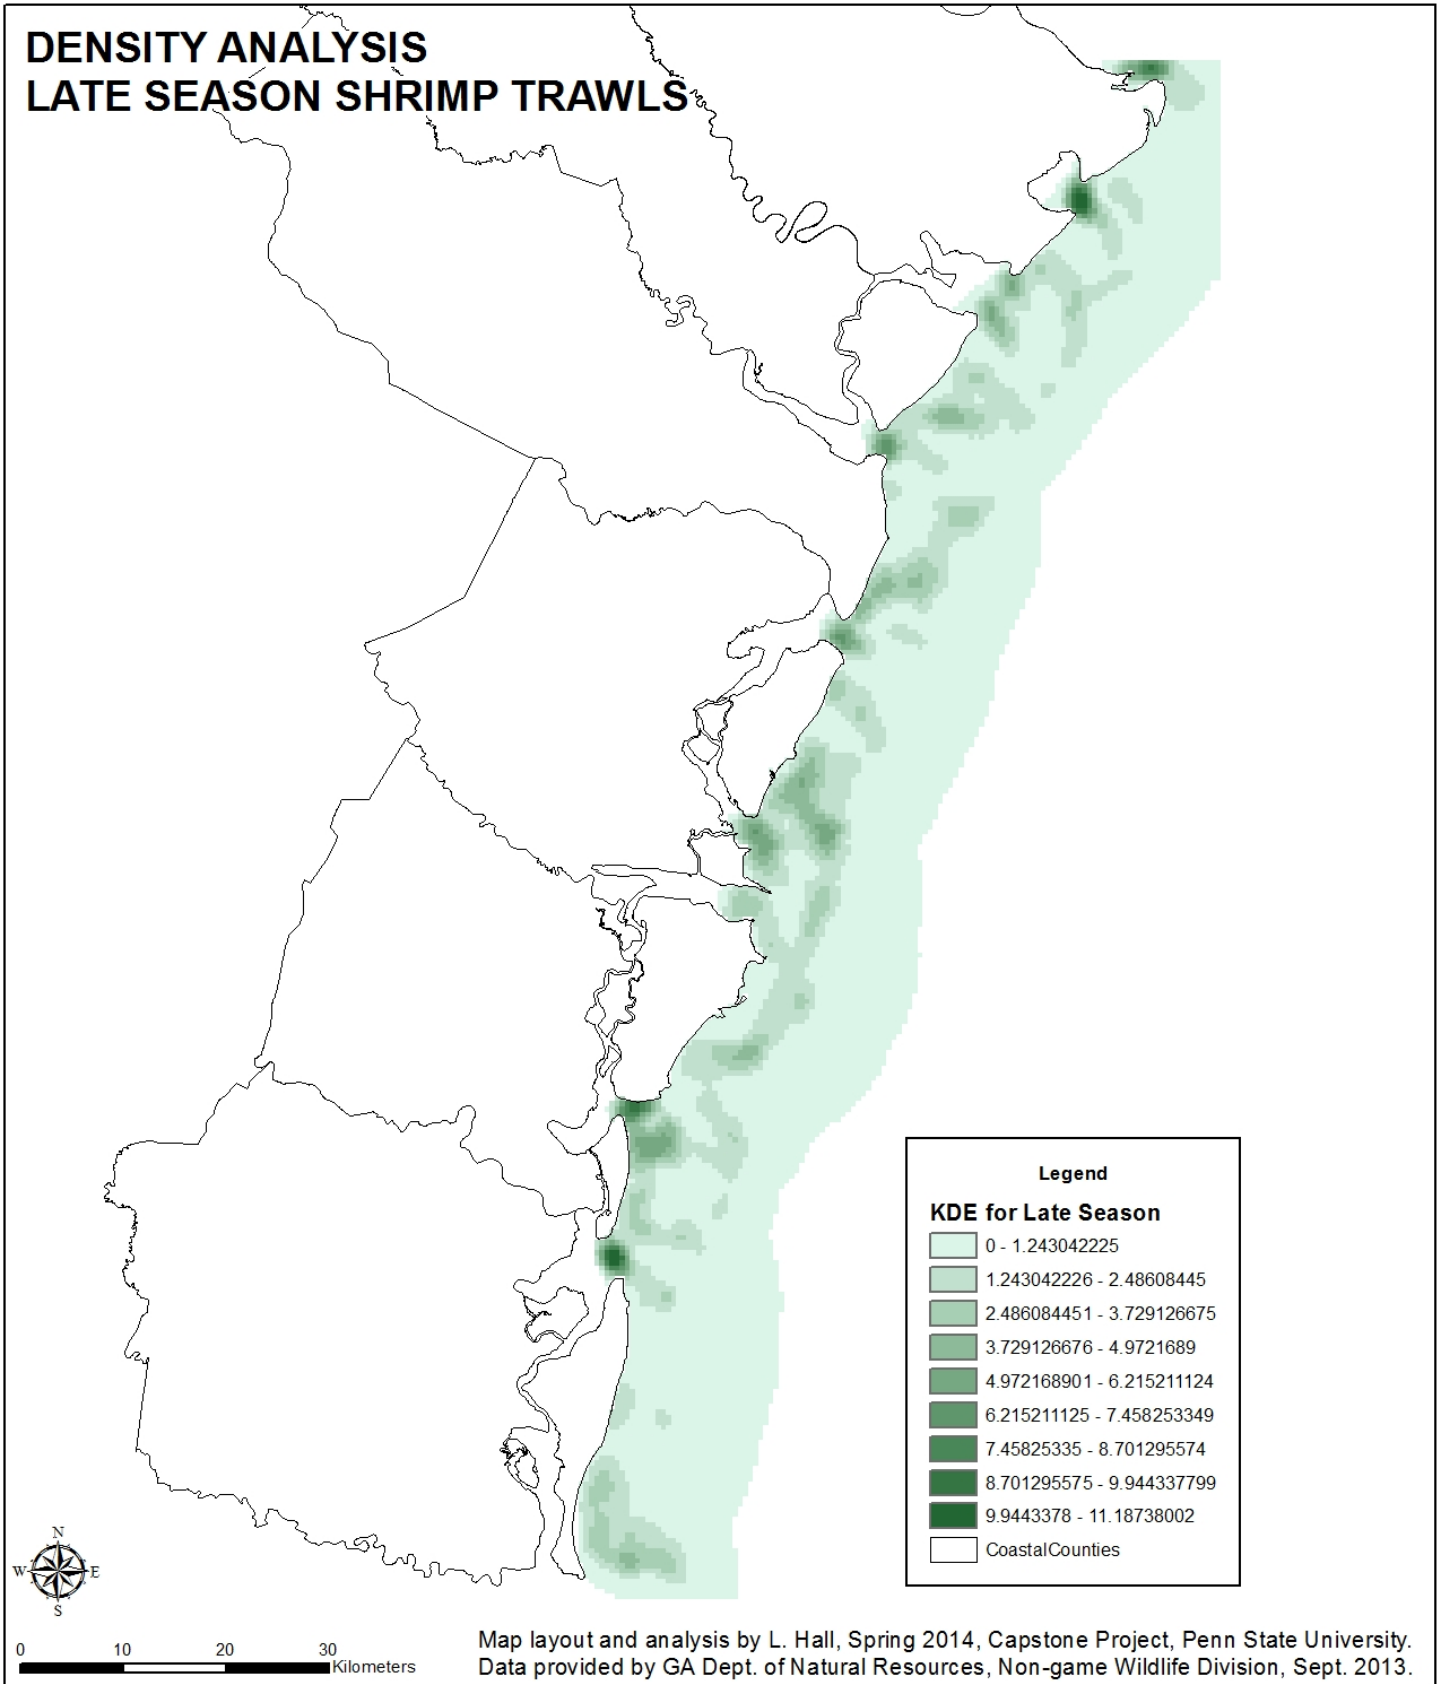 DENSITY ANALYSIS
LATE SEASON SHRIMP TRAWLS
Legend
KDE for Late Season
0 - 1.243042225
1.243042226 - 2.48608445
2.486084451 - 3.729126675
3.729126676 - 4.9721689
4.972168901 - 6.215211124
6.215211125 - 7.458253349
7.45825335 - 8.701295574
8.701295575 - 9.944337799
9.9443378 - 11.18738002
CoastalCounties
N
W E
S
0 10 20 30
Kilometers
Map layout and analysis by L. Hall, Spring 2014, Capstone Project, Penn State University.
Data provided by GA Dept. of Natural Resources, Non-game Wildlife Division, Sept. 2013.